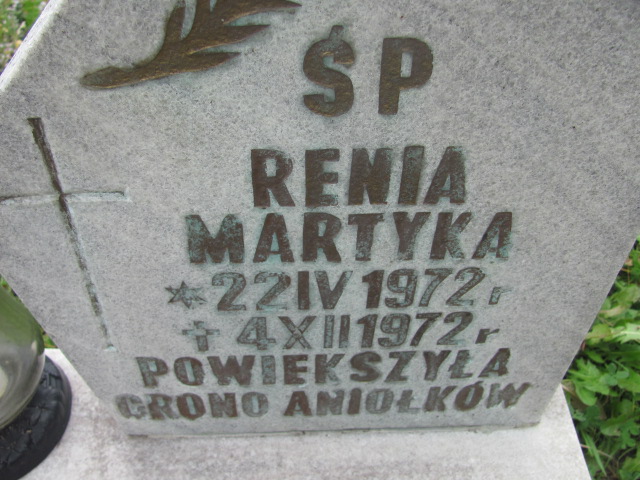 ŚP
RENIA
MARTYKA
* 22 IV 1972 r
† 4 XII 1972 r
POWIEKSZYŁA
GRONO ANIOŁKÓW